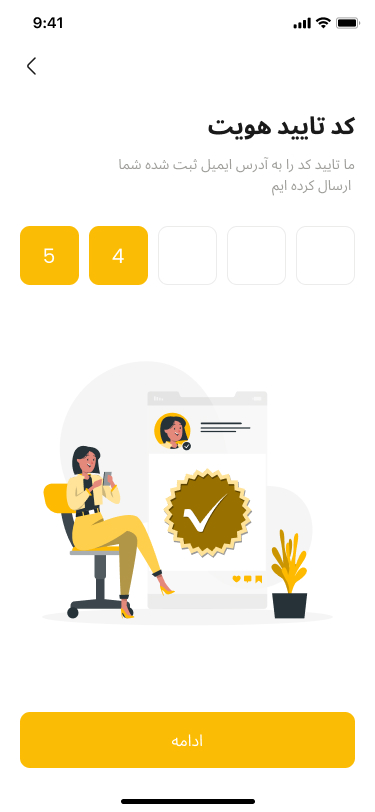 9:41
کد تایید هویت
ما تایید کد را به آدرس ایمیل ثبت شده شما
ارسال کرده ایم
5 4
ادامه